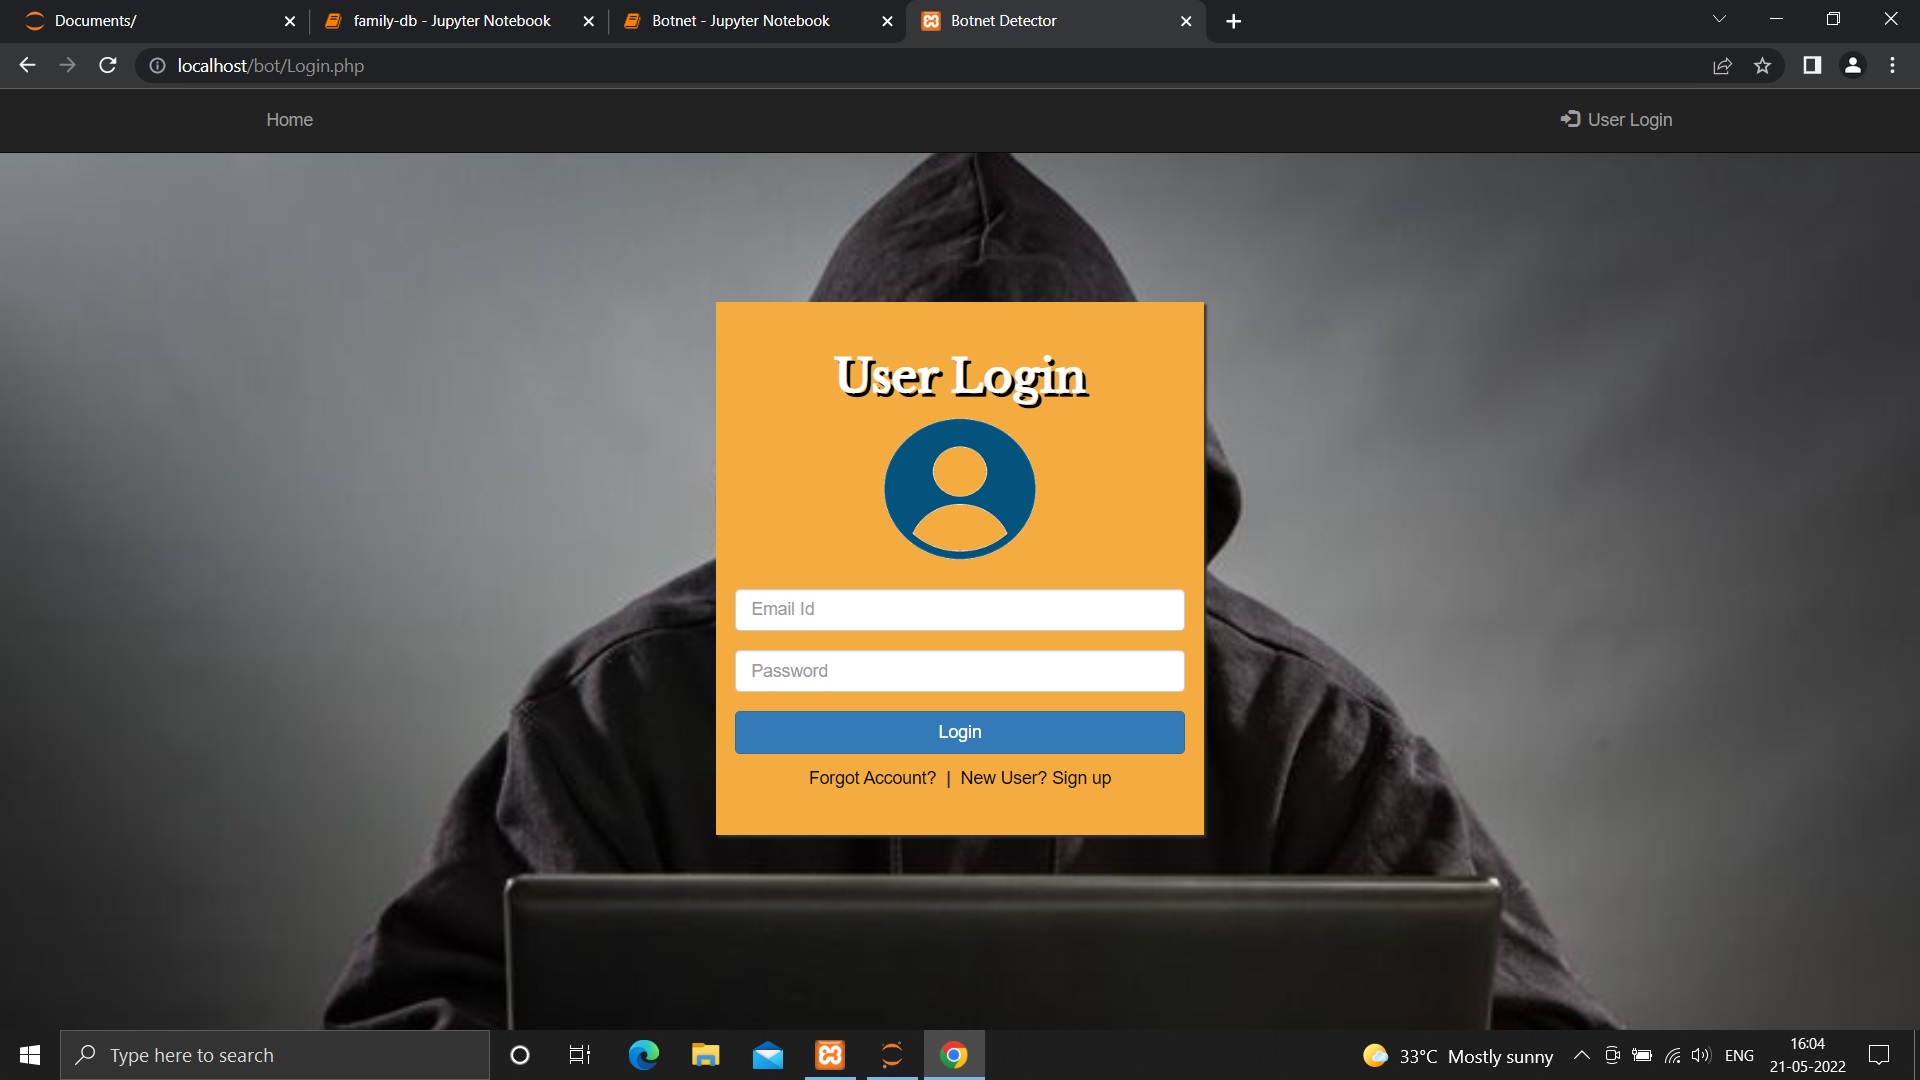 Documents/
family-db - Jupyter Notebook
Botnet - Jupyter Notebook
Botnet Detector
localhost/bot/Login.php
Home
User Login
User Login
Email Id
Password
Login
Forgot Account? | New User? Sign up
Type here to search
33°C Mostly sunny
ENG
16:04
21-05-2022